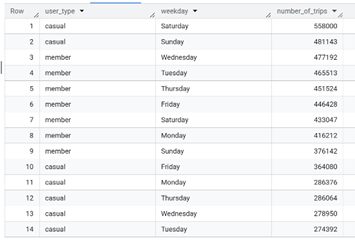 Row user_type weekday number_of_trips
1 casual Saturday 558000
2 casual Sunday 481143
3 member Wednesday 477192
4 member Tuesday 465513
5 member Thursday 451524
6 member Friday 446428
7 member Saturday 433047
8 member Monday 416212
9 member Sunday 376142
10 casual Friday 364080
11 casual Monday 286376
12 casual Thursday 286064
13 casual Wednesday 278950
14 casual Tuesday 274392